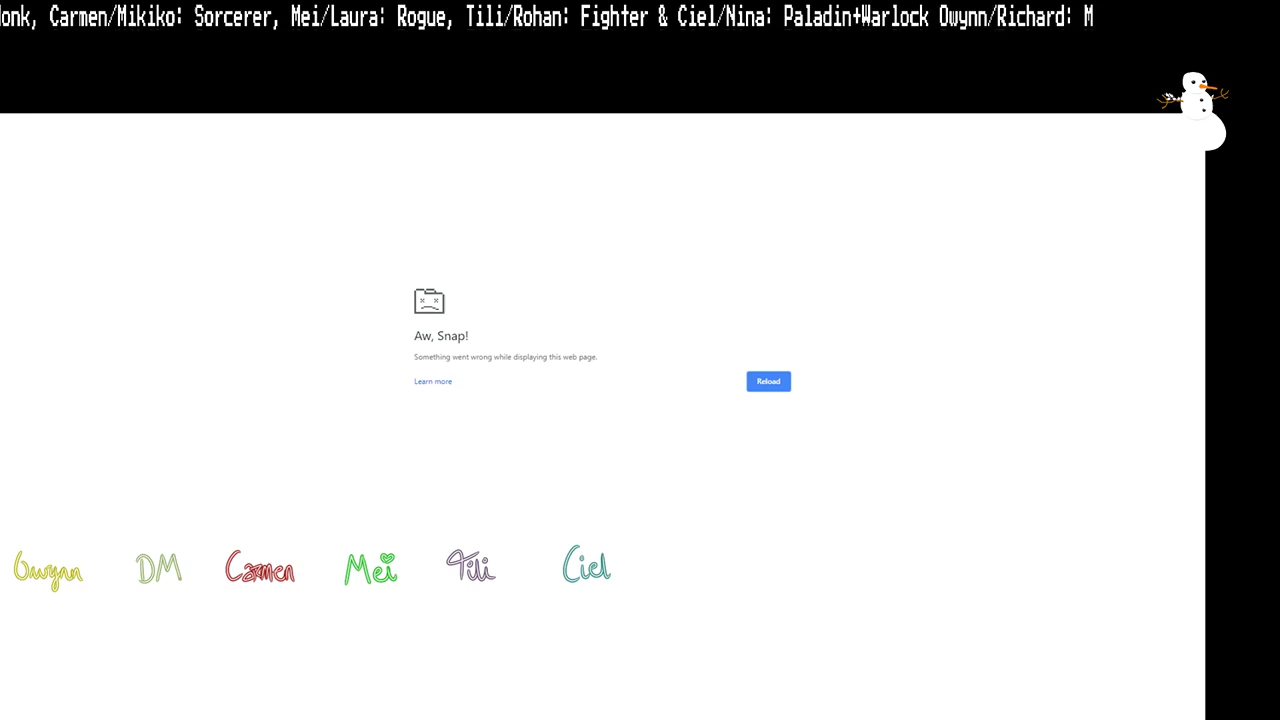 lonk, Carmen/Mikiko: Sorcerer, Mei/Laura: Rogue, Tili/Rohan: Fighter & Ciel/Nina: Paladin+Warlock Owynn/Richard: M
Aw, Snap!
Something went wrong while displaying this web page.
Learn more Reload
Owynn DM Carmen Mei Tili Ciel